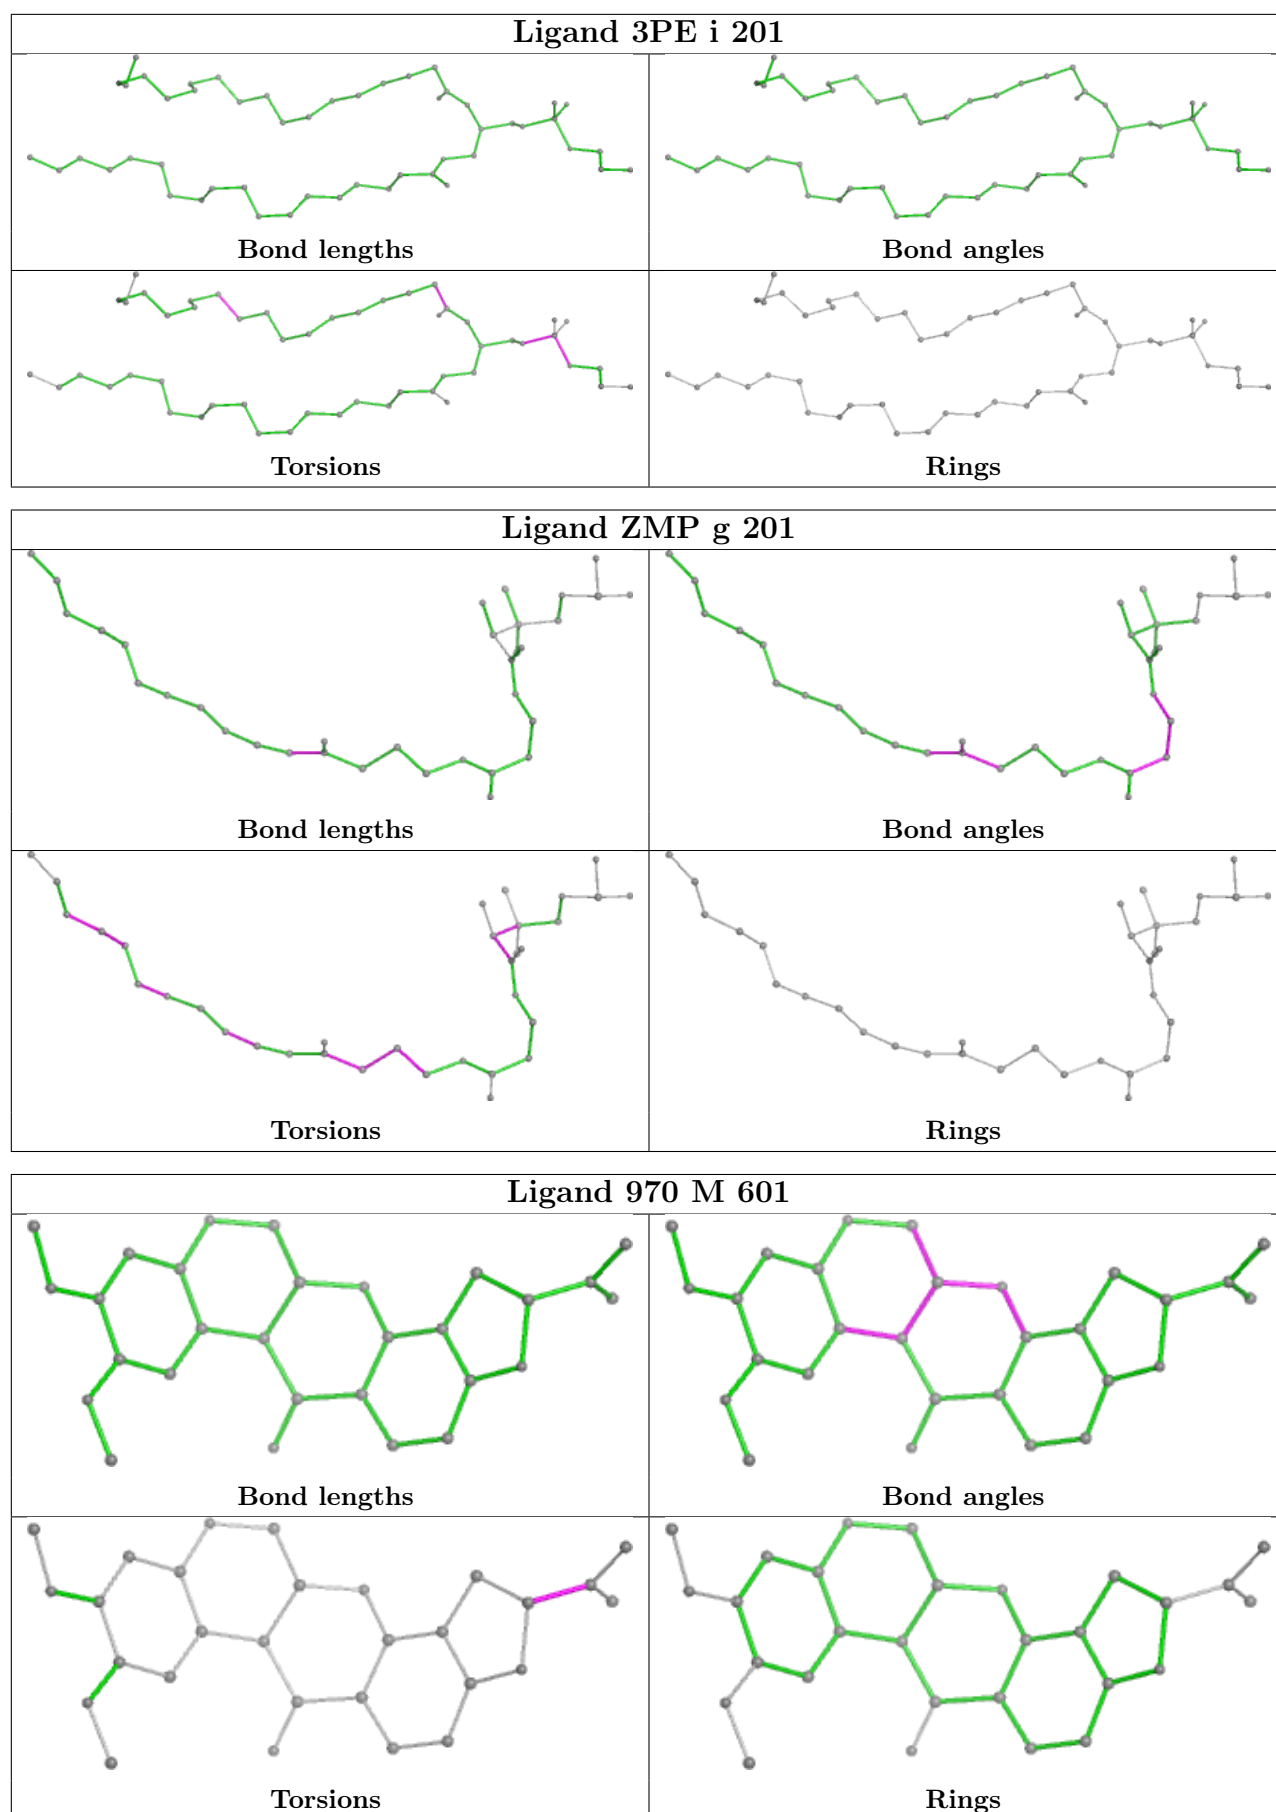 Ligand 3PE i 201
Bond lengths
Bond angles
Torsions
Rings
Ligand ZMP g 201
Bond lengths
Bond angles
Torsions
Rings
Ligand 970 M 601
Bond lengths
Bond angles
Torsions
Rings